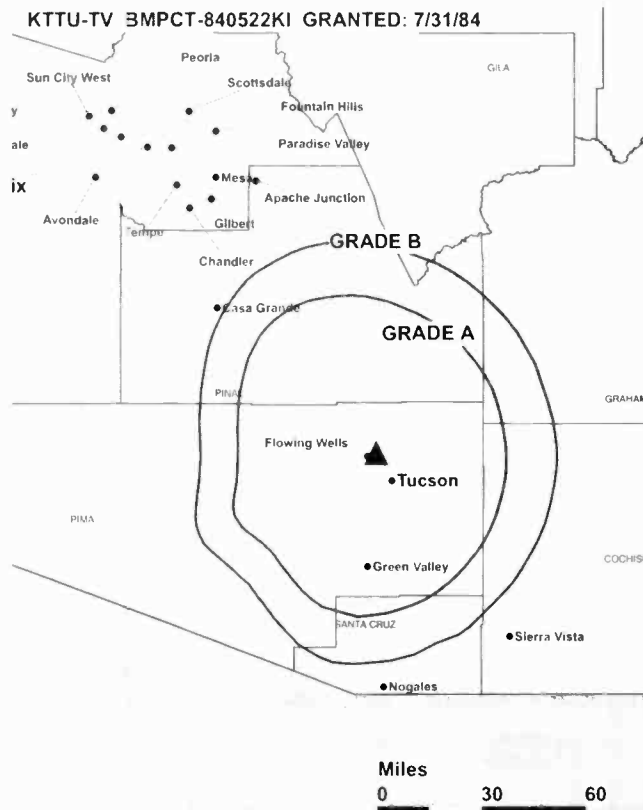 KTTU-TV BMPCT-840522KI GRANTED: 7/31/84
Peoria
GILA
Sun City West
Scottsdale
Fountain Hills
y
ale
Paradise Valley
ix
Mesa
Apache Junction
Avondale
Tempe
Gilbert
GRADE B
Chandler
Casa Grande
GRADE A
PINAL
GRAHAM
Flowing Wells
Tucson
PIMA
COCHISE
Green Valley
SANTA CRUZ
Sierra Vista
Nogales
Miles
0 30 60